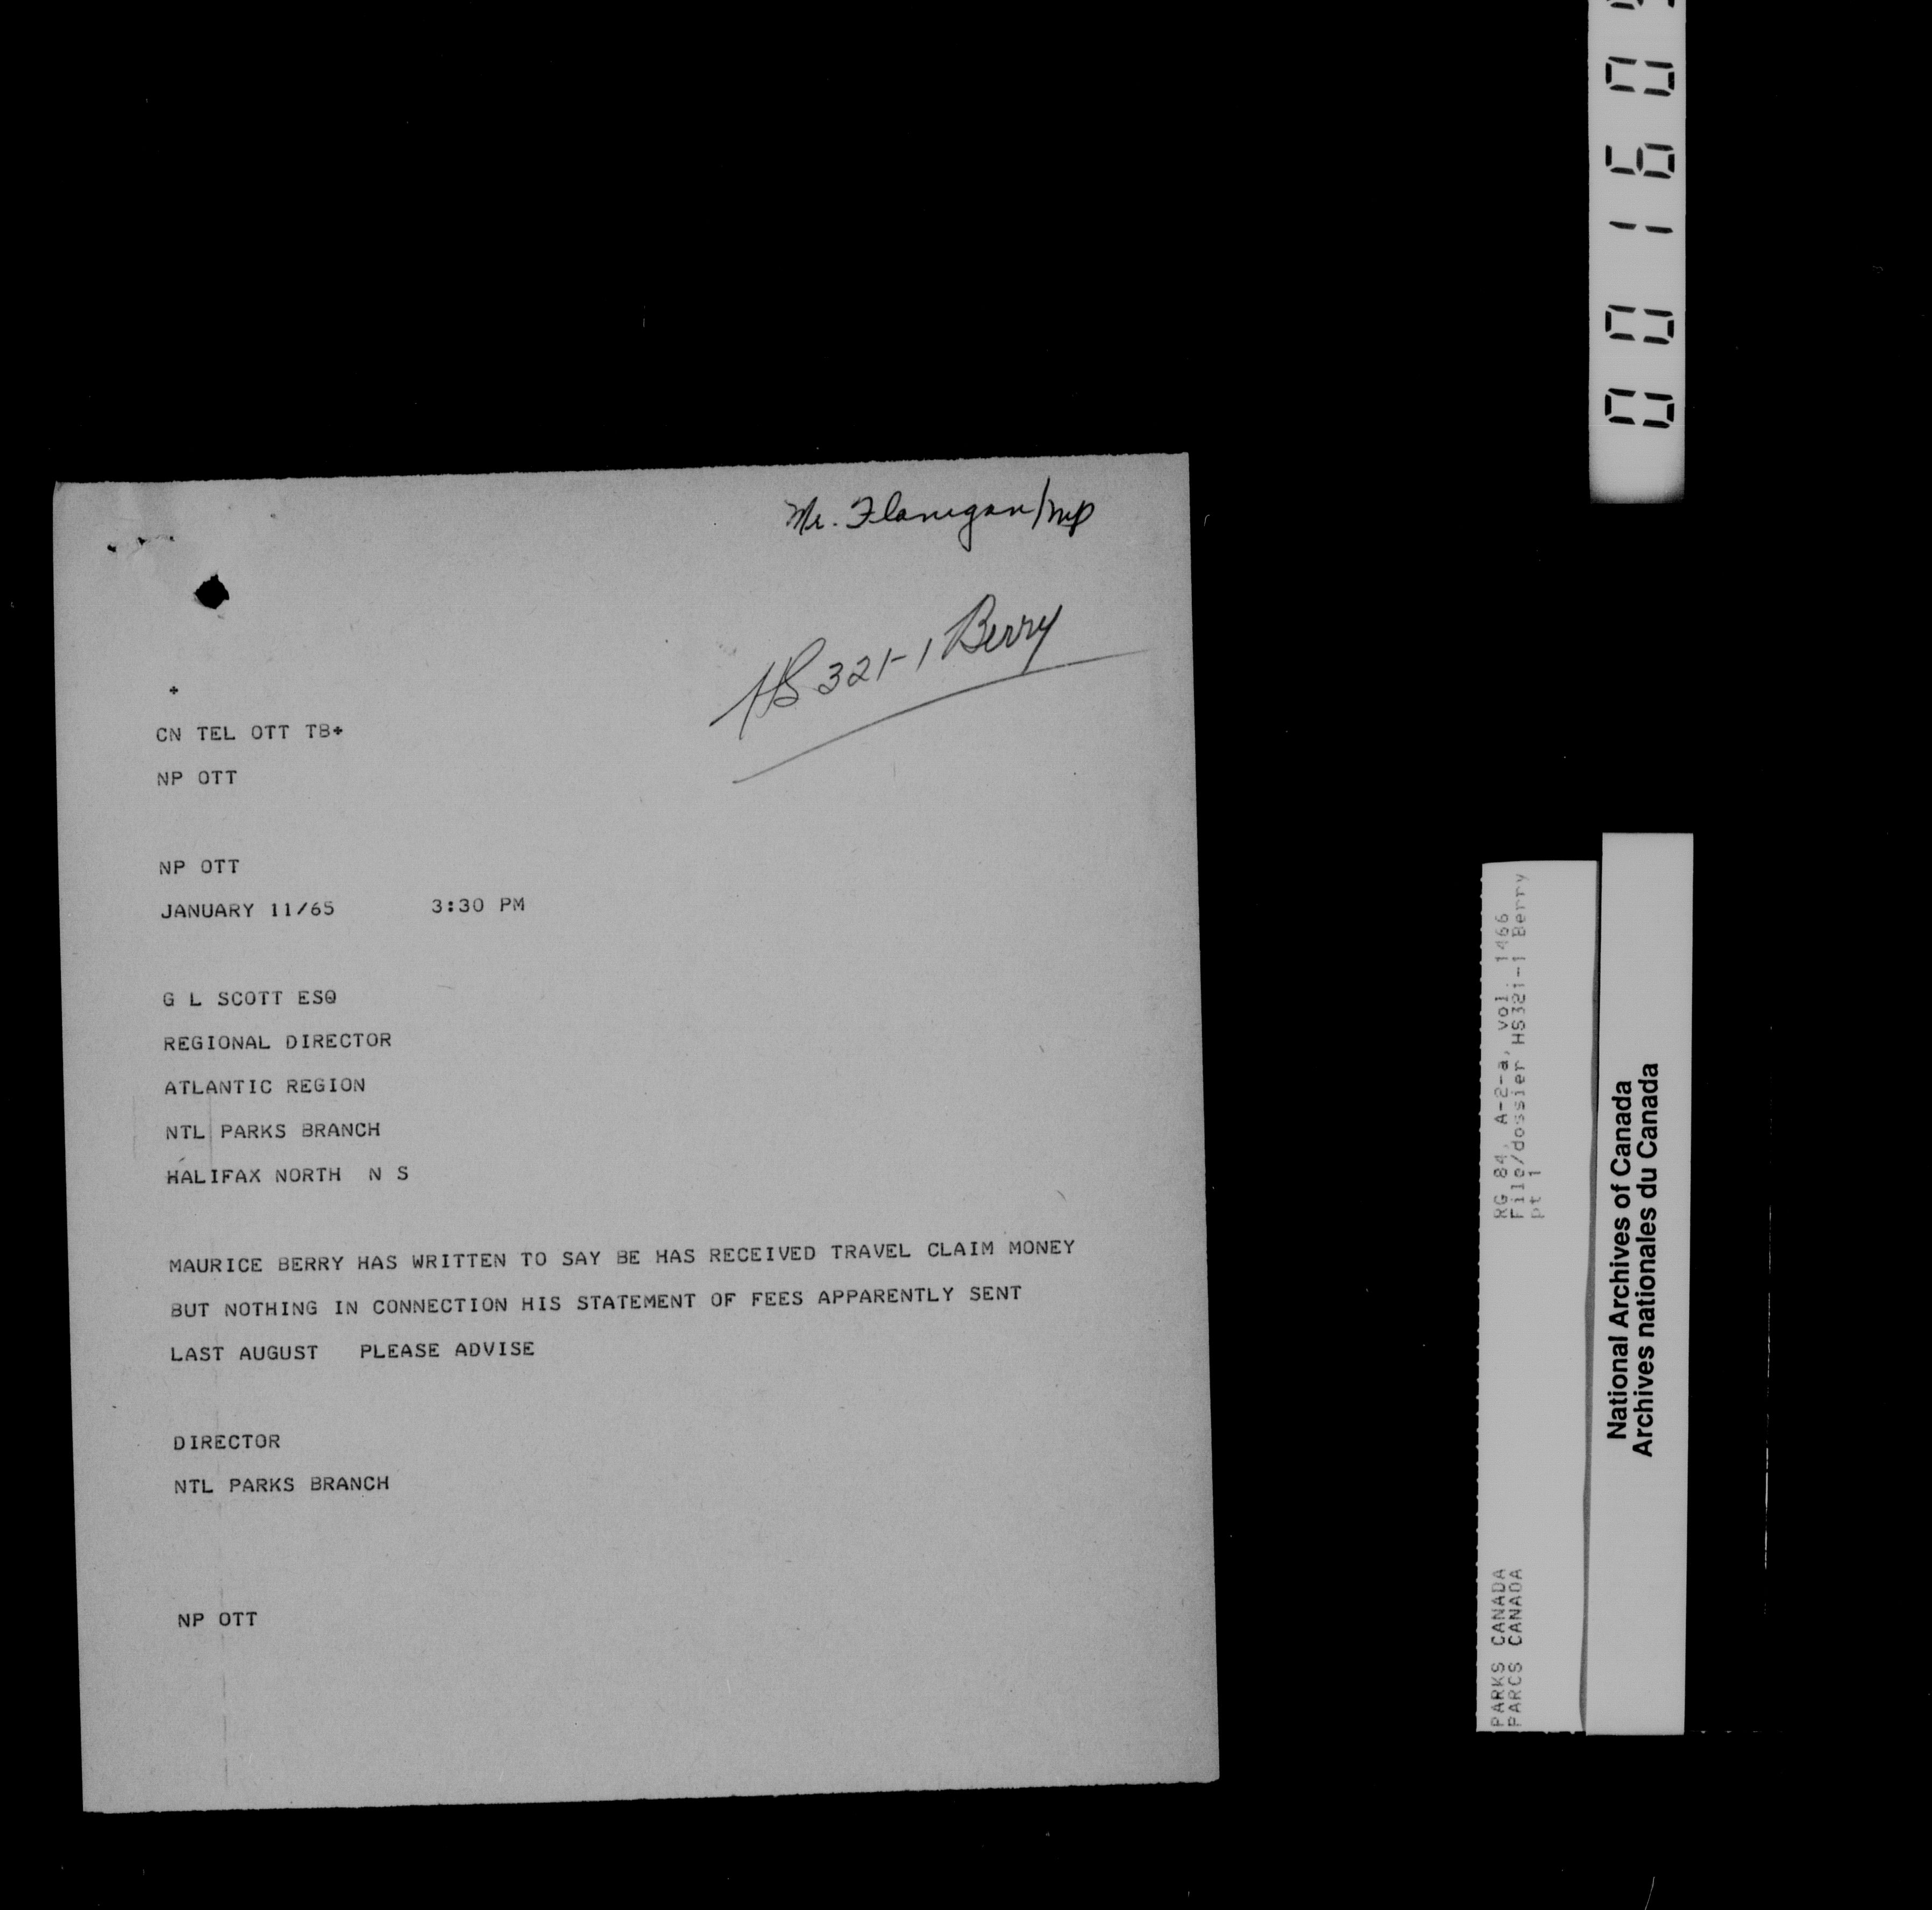 Mr. Flanigan/mp
HS 321-1 Berry
+
CN TEL OTT TB+
NP OTT
NP OTT
JANUARY 11/65 3:30 PM
G L SCOTT ESQ
REGIONAL DIRECTOR
ATLANTIC REGION
NTL PARKS BRANCH
HALIFAX NORTH N S
MAURICE BERRY HAS WRITTEN TO SAY BE HAS RECEIVED TRAVEL CLAIM MONEY
BUT NOTHING IN CONNECTION HIS STATEMENT OF FEES APPARENTLY SENT
LAST AUGUST PLEASE ADVISE
DIRECTOR
NTL PARKS BRANCH
NP OTT
PARKS CANADA RG 84, A-2-a, vol. 1466
PARCS CANADA File/dossier HS321-1 Berry
pt 1
National Archives of Canada
Archives nationales du Canada